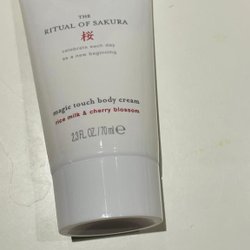 THE
RITUAL OF SAKURA
桜
celebrate each day
as a new beginning
magic touch body cream
rice milk & cherry blossom
2.3 FL. OZ. / 70 ml ℮